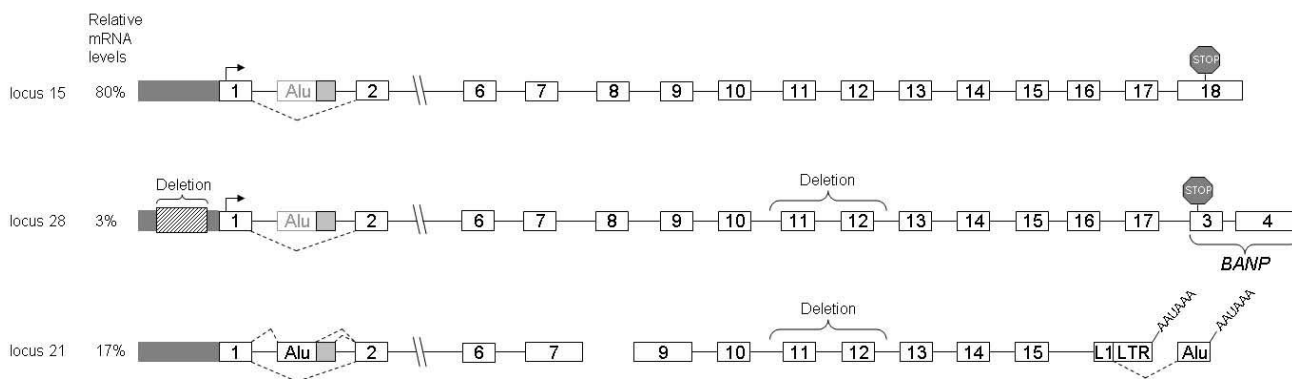 Relative
mRNA
levels
STOP
locus 15 80% 1 Alu 2 6 7 8 9 10 11 12 13 14 15 16 17 18
Deletion Deletion STOP
locus 28 3% 1 Alu 2 6 7 8 9 10 11 12 13 14 15 16 17 3 4
BANP
Deletion AAUAAA AAUAAA
locus 21 17% 1 Alu 2 6 7 9 10 11 12 13 14 15 L1 LTR Alu